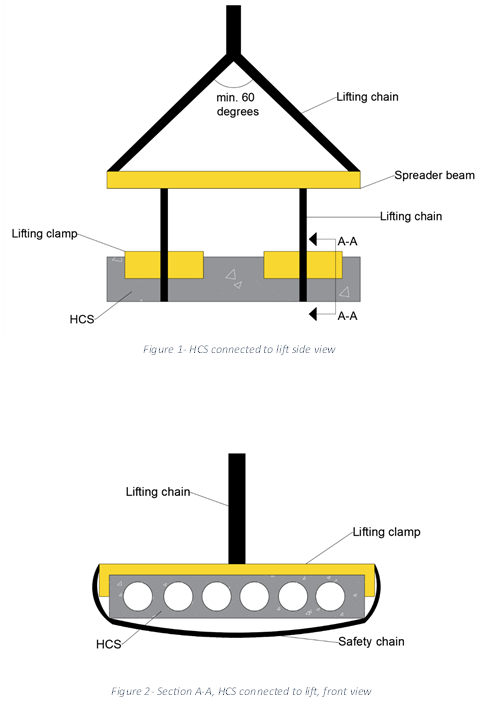 min. 60
degrees
Lifting chain
Spreader beam
Lifting chain
Lifting clamp
A-A
HCS
A-A
Figure 1- HCS connected to lift side view
Lifting chain
Lifting clamp
HCS
Safety chain
Figure 2- Section A-A, HCS connected to lift, front view